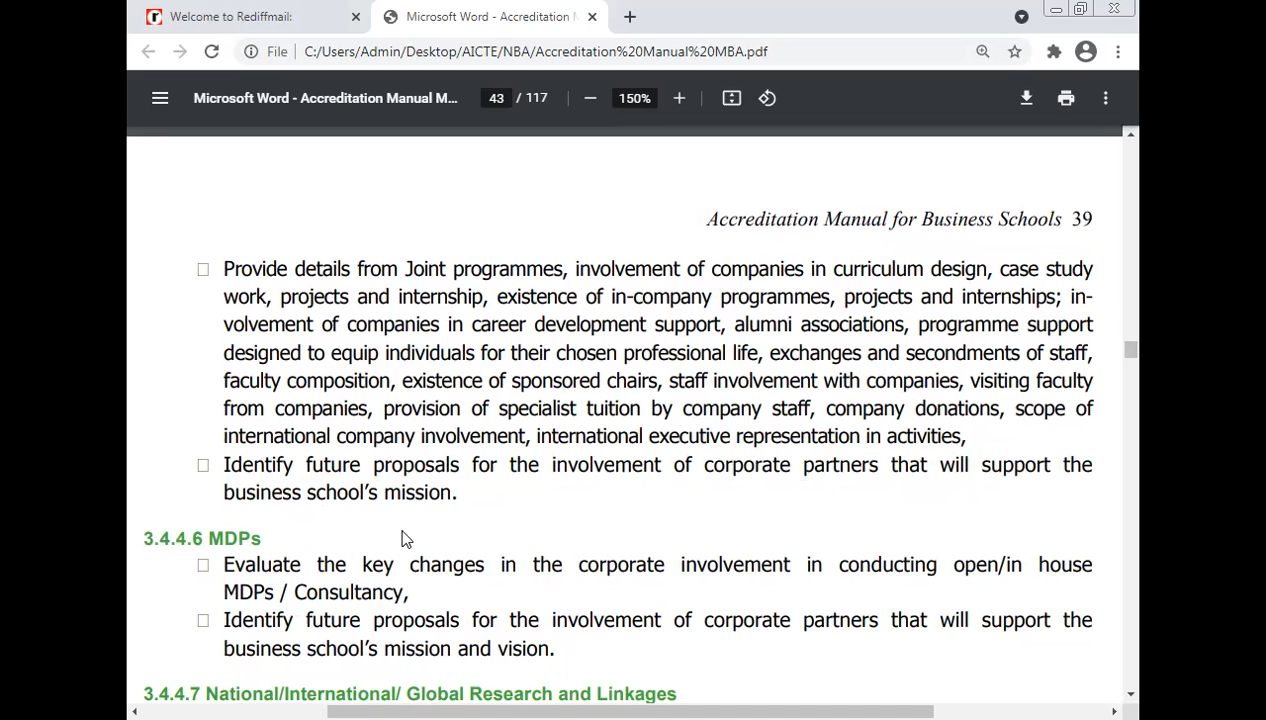 Welcome to Rediffmail:
Microsoft Word - Accreditation M
File
C:/Users/Admin/Desktop/AICTE/NBA/Accreditation%20Manual%20MBA.pdf
Microsoft Word - Accreditation Manual M...
43 / 117
150%
Accreditation Manual for Business Schools 39
Provide details from Joint programmes, involvement of companies in curriculum design, case study
work, projects and internship, existence of in-company programmes, projects and internships; in-
volvement of companies in career development support, alumni associations, programme support
designed to equip individuals for their chosen professional life, exchanges and secondments of staff,
faculty composition, existence of sponsored chairs, staff involvement with companies, visiting faculty
from companies, provision of specialist tuition by company staff, company donations, scope of
international company involvement, international executive representation in activities,
Identify future proposals for the involvement of corporate partners that will support the
business school’s mission.
3.4.4.6 MDPs
Evaluate the key changes in the corporate involvement in conducting open/in house
MDPs / Consultancy,
Identify future proposals for the involvement of corporate partners that will support the
business school’s mission and vision.
3.4.4.7 National/International/ Global Research and Linkages